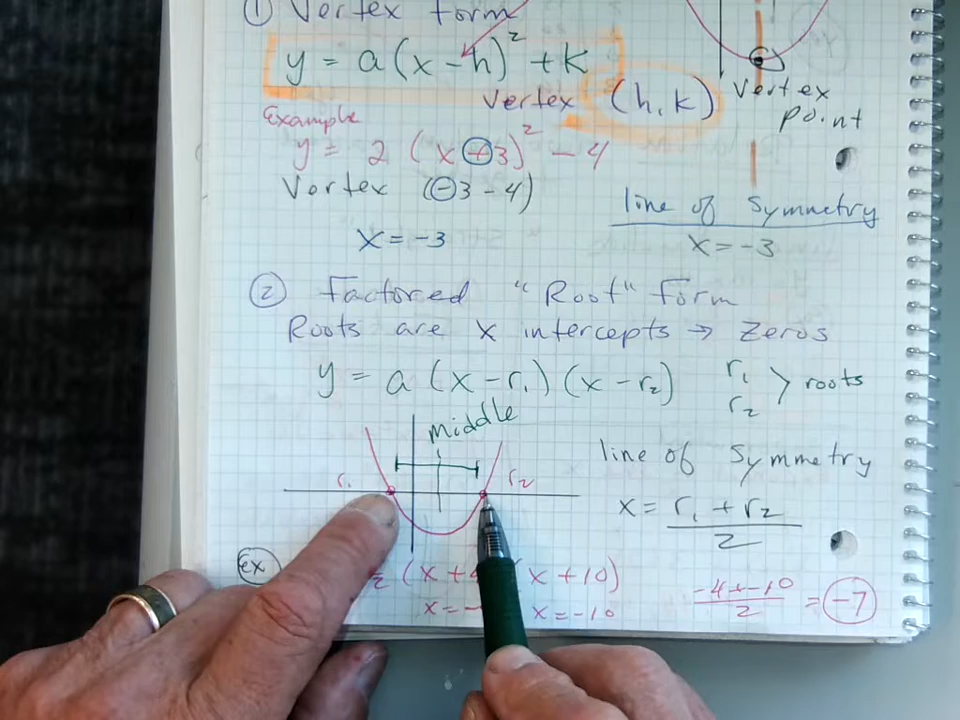 ① Vertex form
y = a(x - h)² + k
Vertex (h, k)
Vertex
point
Example
y = 2 (x + 3)² - 4
Vortex (-3 - 4)
line of Symmetry
x = -3
x = -3
② Factored "Root" Form
Roots are x intercepts → Zeros
y = a (x - r₁)(x - r₂)
r₁
r₂ > roots
middle
r₁
r₂
line of Symmetry
x = r₁ + r₂
2
ex
(x + (x + 10)
x = - x = -10
-4 + -10
2
= -7